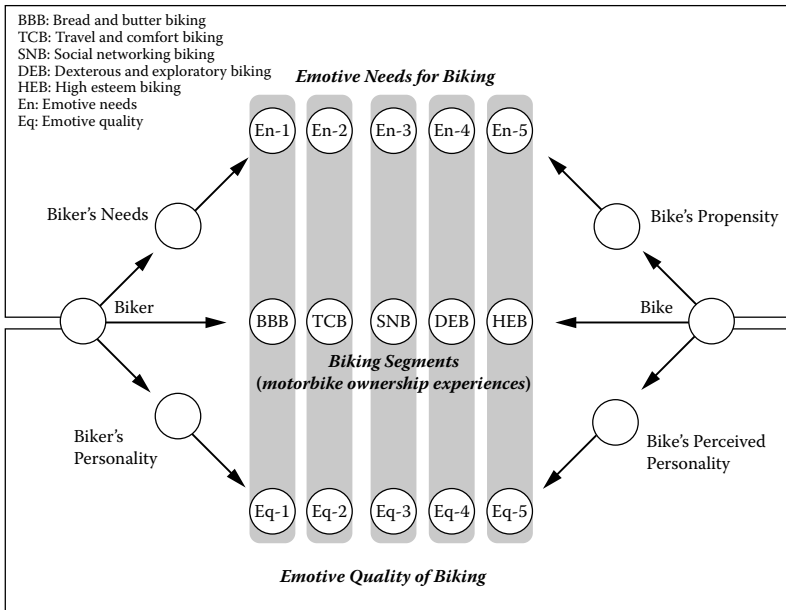 BBB: Bread and butter biking
TCB: Travel and comfort biking
SNB: Social networking biking
DEB: Dexterous and exploratory biking
HEB: High esteem biking
En: Emotive needs
Eq: Emotive quality
Emotive Needs for Biking
En-1 En-2 En-3 En-4 En-5
Biker's Needs
Bike's Propensity
Biker
BBB TCB SNB DEB HEB
Bike
Biking Segments
(motorbike ownership experiences)
Biker's
Personality
Bike's Perceived
Personality
Eq-1 Eq-2 Eq-3 Eq-4 Eq-5
Emotive Quality of Biking